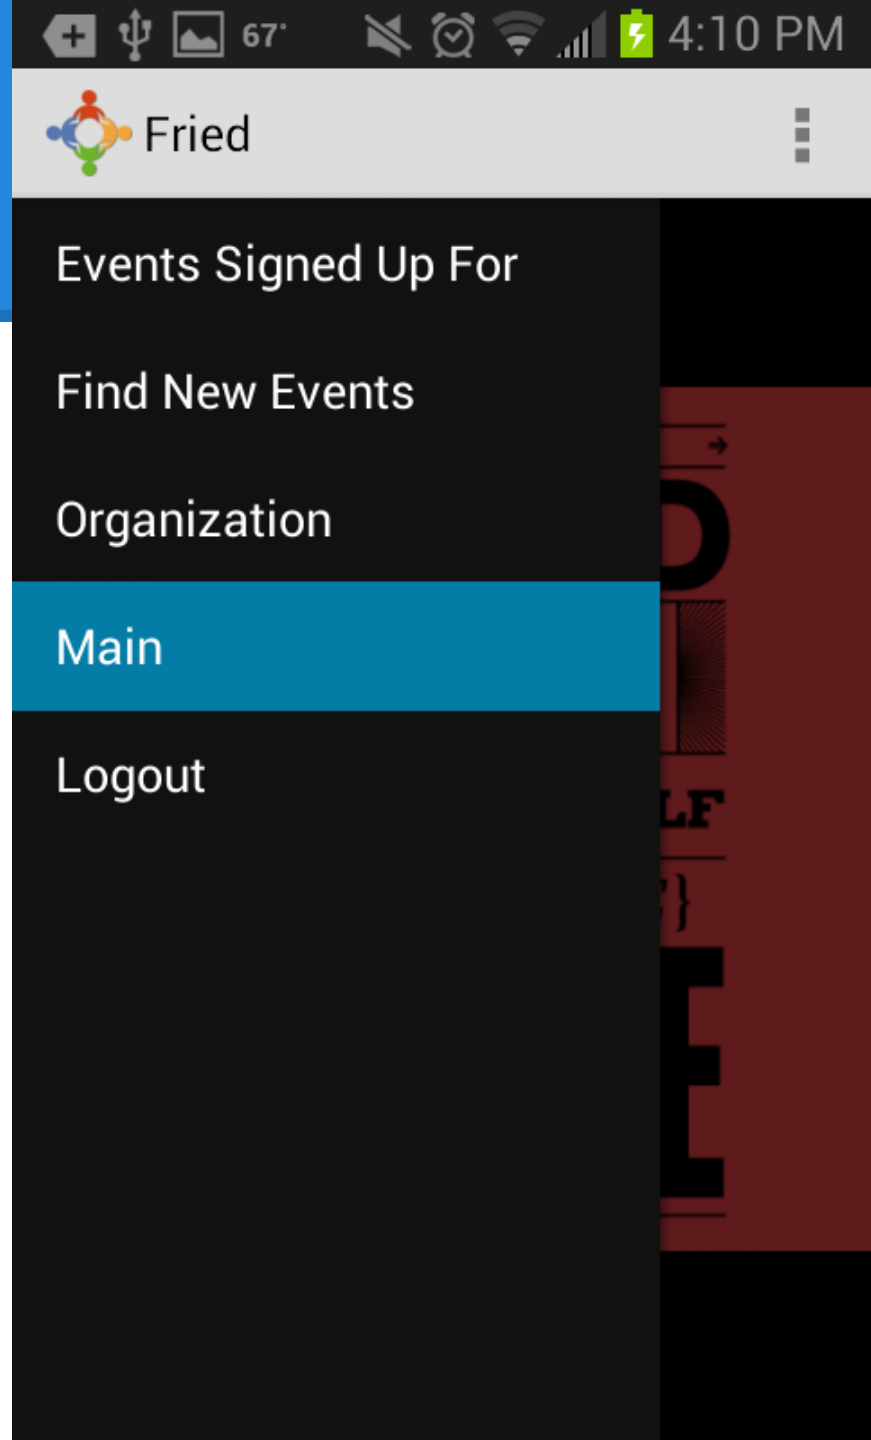 67° 4:10 PM
Fried
Events Signed Up For
Find New Events
Organization
Main
Logout
LF
}
E